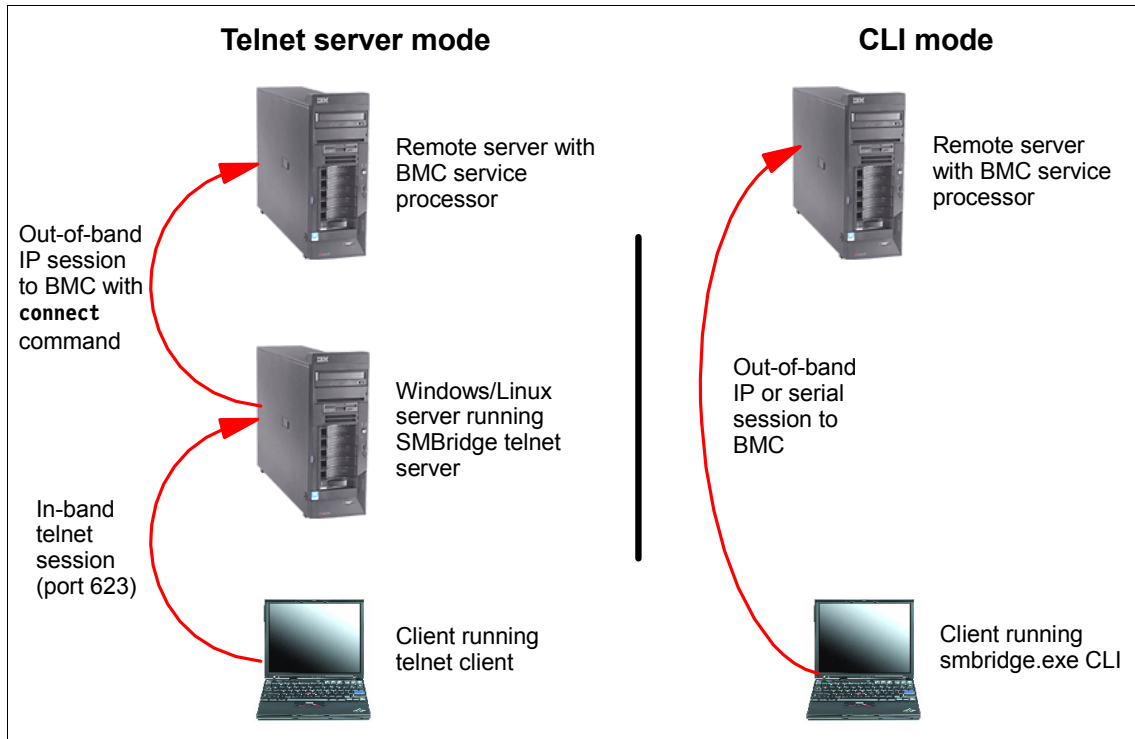 Telnet server mode
Remote server with
BMC service
processor
Out-of-band
IP session
to BMC with
connect
command
Windows/Linux
server running
SMBridge telnet
server
In-band
telnet
session
(port 623)
Client running
telnet client
CLI mode
Remote server
with BMC service
processor
Out-of-band
IP or serial
session to
BMC
Client running
smbridge.exe CLI
IBM
IBM
IBM